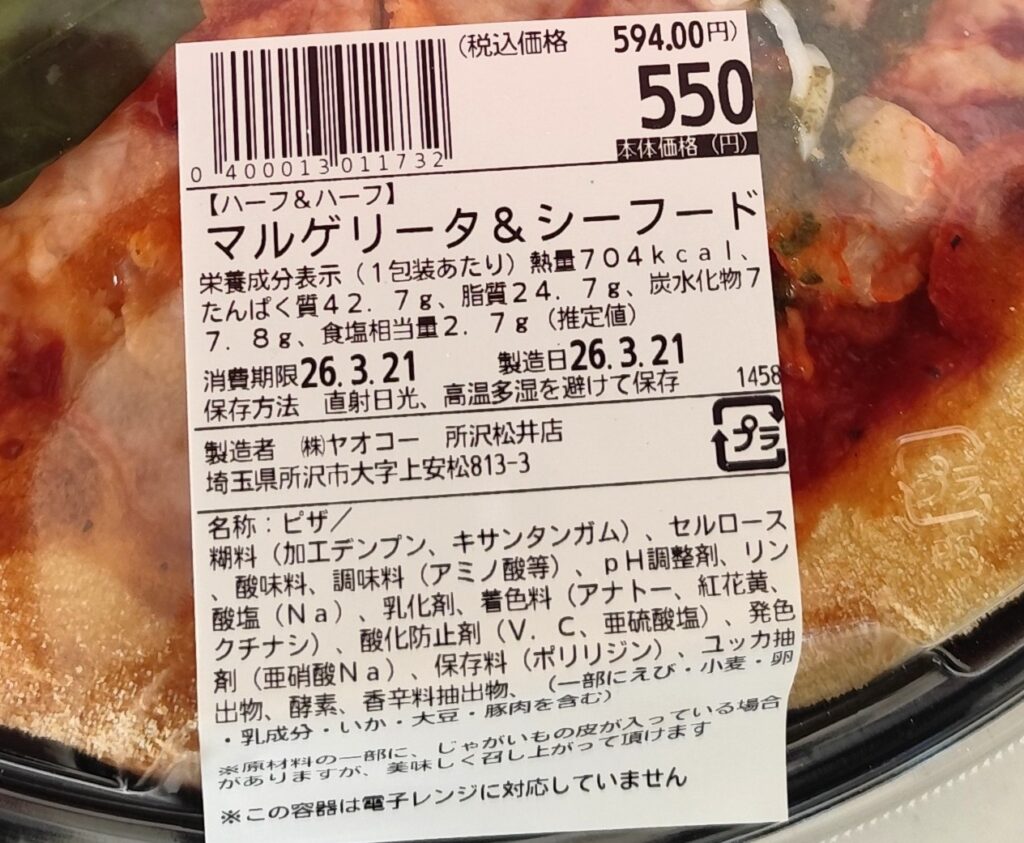 (税込価格 594.00円)
550
本体価格(円)
0 400013 011732
【ハーフ&ハーフ】
マルゲリータ&シーフード
栄養成分表示(1包装あたり)熱量704kcal、
たんぱく質42.7g、脂質24.7g、炭水化物7
7.8g、食塩相当量2.7g(推定値)
消費期限26.3.21 製造日26.3.21
保存方法 直射日光、高温多湿を避けて保存 1458
プラ
製造者 ㈱ヤオコー 所沢松井店
埼玉県所沢市大字上安松813-3
名称:ピザ/
糊料(加工デンプン、キサンタンガム)、セルロース
、酸味料、調味料(アミノ酸等)、pH調整剤、リン
酸塩(Na)、乳化剤、着色料(アナトー、紅花黄、
クチナシ)、酸化防止剤(V.C、亜硫酸塩)、発色
剤(亜硝酸Na)、保存料(ポリリジン)、ユッカ抽
出物、酵素、香辛料抽出物、(一部にえび・小麦・卵
・乳成分・いか・大豆・豚肉を含む)
※原材料の一部に、じゃがいもの皮が入っている場合
がありますが、美味しく召し上がって頂けます
※この容器は電子レンジに対応していません
プラ